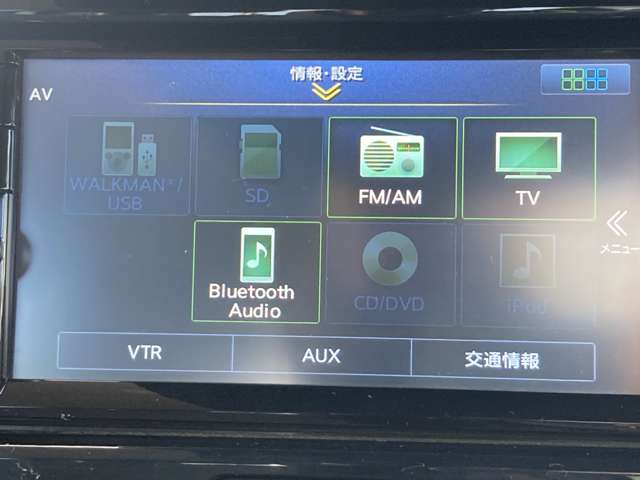 情報・設定
AV
WALKMAN®/
USB
SD
FM/AM
TV
メニュー
Bluetooth
Audio
CD/DVD
iPod
VTR
AUX
交通情報